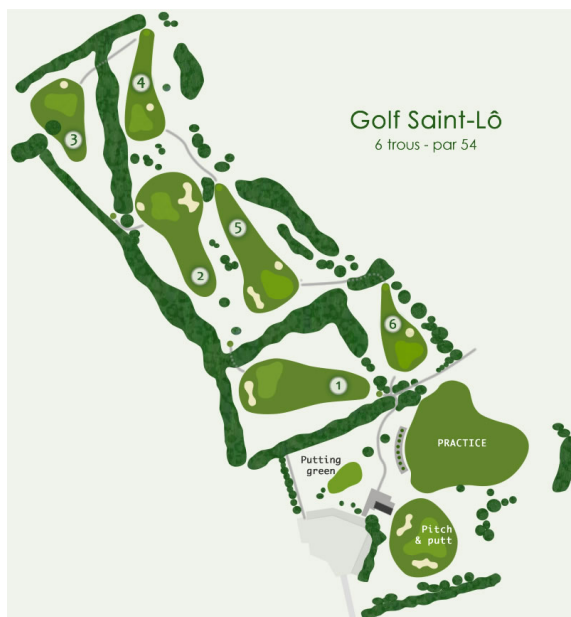 Golf Saint-Lô
6 trous - par 54
4
3
5
2
6
1
PRACTICE
Putting
green
Pitch
& putt